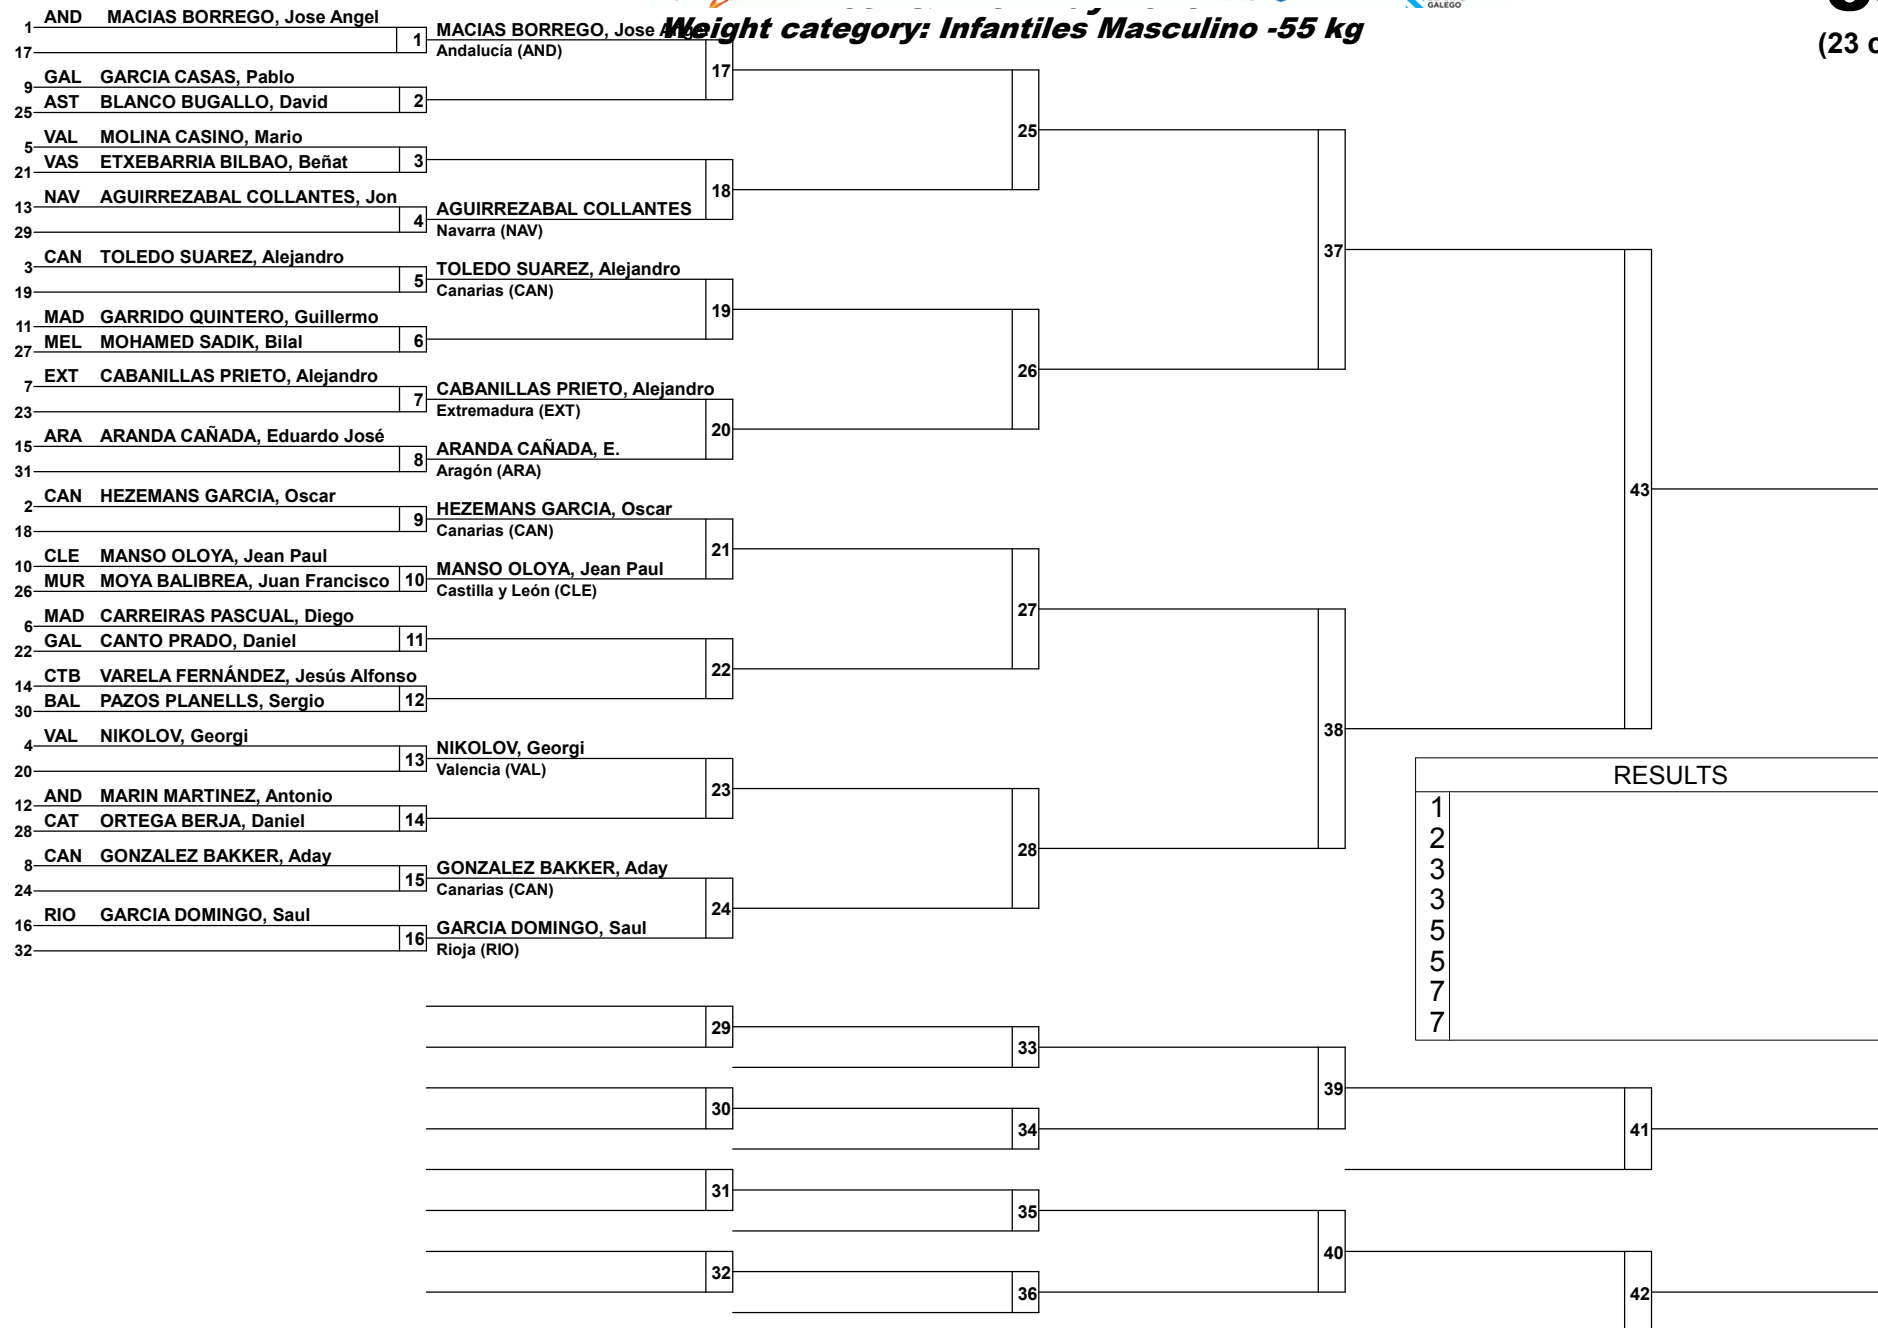 GALEGO
Weight category: Infantiles Masculino -55 kg
(23 c
1 AND MACIAS BORREGO, Jose Angel
17
1 MACIAS BORREGO, Jose Ange
Andalucía (AND)
17
9 GAL GARCIA CASAS, Pablo
25 AST BLANCO BUGALLO, David
2
5 VAL MOLINA CASINO, Mario
21 VAS ETXEBARRIA BILBAO, Beñat
3
25
18
13 NAV AGUIRREZABAL COLLANTES, Jon
29
4 AGUIRREZABAL COLLANTES
Navarra (NAV)
37
3 CAN TOLEDO SUAREZ, Alejandro
19
5 TOLEDO SUAREZ, Alejandro
Canarias (CAN)
19
11 MAD GARRIDO QUINTERO, Guillermo
27 MEL MOHAMED SADIK, Bilal
6
26
7 EXT CABANILLAS PRIETO, Alejandro
23
7 CABANILLAS PRIETO, Alejandro
Extremadura (EXT)
20
15 ARA ARANDA CAÑADA, Eduardo José
31
8 ARANDA CAÑADA, E.
Aragón (ARA)
43
2 CAN HEZEMANS GARCIA, Oscar
18
9 HEZEMANS GARCIA, Oscar
Canarias (CAN)
21
10 CLE MANSO OLOYA, Jean Paul
26 MUR MOYA BALIBREA, Juan Francisco
10 MANSO OLOYA, Jean Paul
Castilla y León (CLE)
27
6 MAD CARREIRAS PASCUAL, Diego
22 GAL CANTO PRADO, Daniel
11
22
14 CTB VARELA FERNÁNDEZ, Jesús Alfonso
30 BAL PAZOS PLANELLS, Sergio
12
38
4 VAL NIKOLOV, Georgi
20
13 NIKOLOV, Georgi
Valencia (VAL)
23
12 AND MARIN MARTINEZ, Antonio
28 CAT ORTEGA BERJA, Daniel
14
28
8 CAN GONZALEZ BAKKER, Aday
24
15 GONZALEZ BAKKER, Aday
Canarias (CAN)
24
16 RIO GARCIA DOMINGO, Saul
32
16 GARCIA DOMINGO, Saul
Rioja (RIO)
RESULTS
1
2
3
3
5
5
7
7
29
33
39
30
34
41
31
35
40
32
36
42